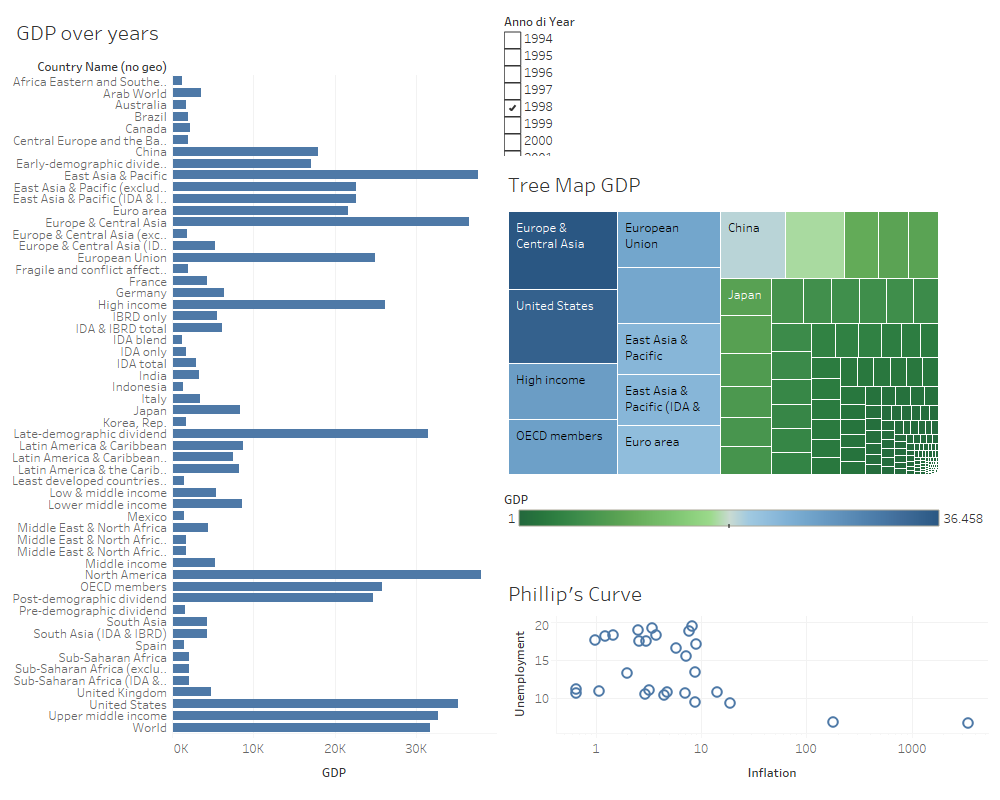 GDP over years
Country Name (no geo)
Africa Eastern and Southe..
Arab World
Australia
Brazil
Canada
Central Europe and the Ba..
China
Early-demographic divide..
East Asia & Pacific
East Asia & Pacific (exclud..
East Asia & Pacific (IDA & I..
Euro area
Europe & Central Asia
Europe & Central Asia (exc..
Europe & Central Asia (ID..
European Union
Fragile and conflict affect..
France
Germany
High income
IBRD only
IDA & IBRD total
IDA blend
IDA only
IDA total
India
Indonesia
Italy
Japan
Korea, Rep.
Late-demographic dividend
Latin America & Caribbean
Latin America & Caribbean..
Latin America & the Carib..
Least developed countries..
Low & middle income
Lower middle income
Mexico
Middle East & North Africa
Middle East & North Afric..
Middle East & North Afric..
Middle income
North America
OECD members
Post-demographic dividend
Pre-demographic dividend
South Asia
South Asia (IDA & IBRD)
Spain
Sub-Saharan Africa
Sub-Saharan Africa (exclu..
Sub-Saharan Africa (IDA &..
United Kingdom
United States
Upper middle income
World
0K 10K 20K 30K
GDP
Anno di Year
1994
1995
1996
1997
1998
1999
2000
2001
Tree Map GDP
Europe &
Central Asia
United States
High income
OECD members
European
Union
East Asia &
Pacific
East Asia &
Pacific (IDA &
Euro area
China
Japan
GDP
1 36.458
Phillip's Curve
Unemployment
20
15
10
1 10 100 1000
Inflation